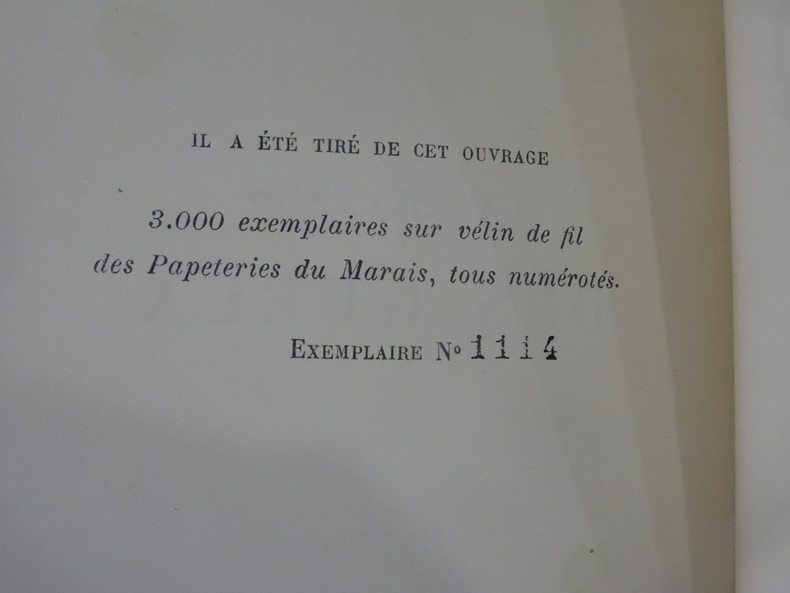 IL A ÉTÉ TIRÉ DE CET OUVRAGE
3.000 exemplaires sur vélin de fil
des Papeteries du Marais, tous numérotés.
EXEMPLAIRE Nº 1114